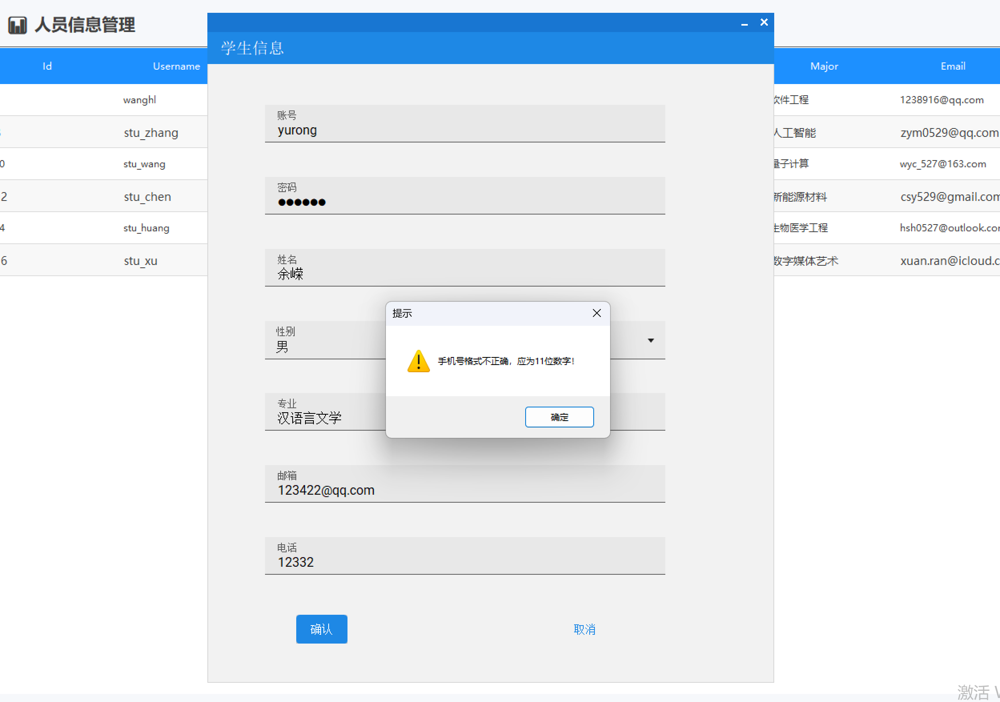 人员信息管理
学生信息
Id Username Major Email
wanghl 软件工程 1238916@qq.com
stu_zhang 人工智能 zym0529@qq.com
0 stu_wang 量子计算 wyc_527@163.com
2 stu_chen 新能源材料 csy529@gmail.com
4 stu_huang 生物医学工程 hsh0527@outlook.co
6 stu_xu 数字媒体艺术 xuan.ran@icloud.c
账号
yurong
密码
●●●●●●
姓名
余嵘
性别
男
专业
汉语言文学
邮箱
123422@qq.com
电话
12332
确认 取消
提示
手机号格式不正确，应为11位数字！
确定
激活